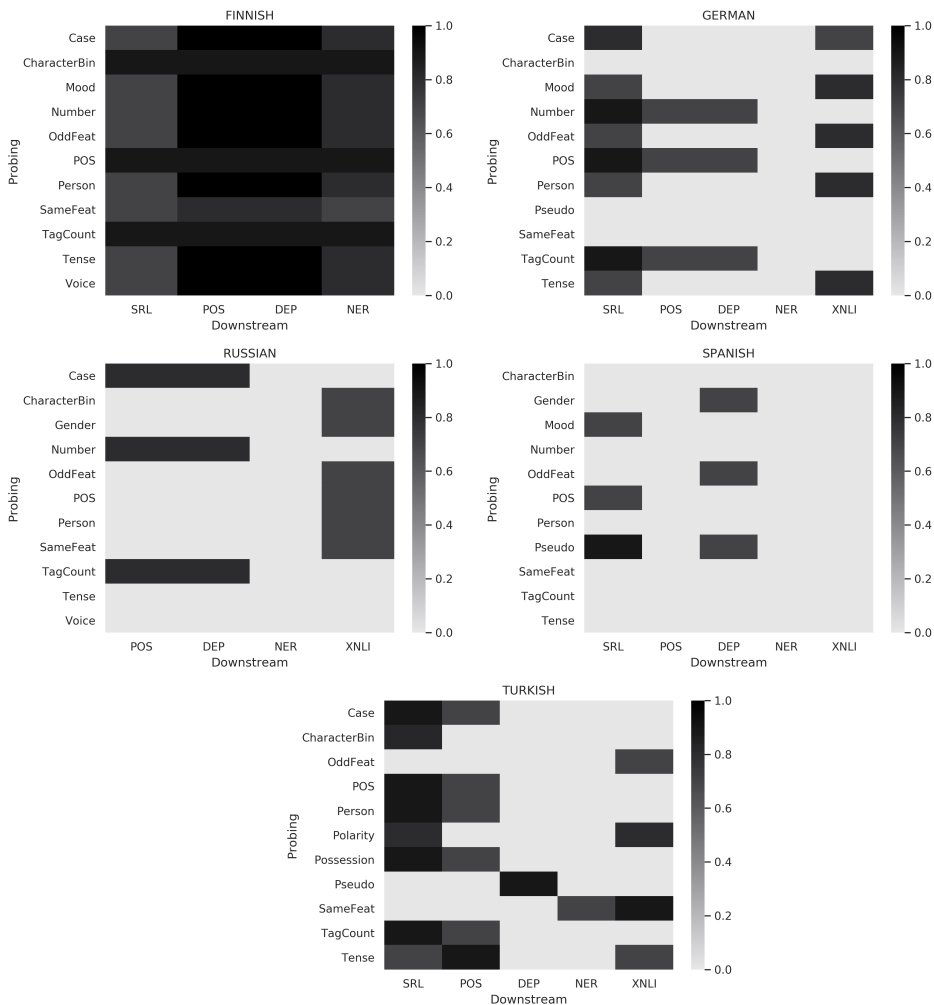 FINNISH
Case
CharacterBin
Mood
Number
OddFeat
POS
Person
SameFeat
TagCount
Tense
Voice
Probing
SRL POS DEP NER
Downstream
1.0
0.8
0.6
0.4
0.2
0.0
GERMAN
Case
CharacterBin
Mood
Number
OddFeat
POS
Person
Pseudo
SameFeat
TagCount
Tense
Probing
SRL POS DEP NER XNLI
Downstream
1.0
0.8
0.6
0.4
0.2
0.0
RUSSIAN
Case
CharacterBin
Gender
Number
OddFeat
POS
Person
SameFeat
TagCount
Tense
Voice
Probing
POS DEP NER XNLI
Downstream
1.0
0.8
0.6
0.4
0.2
0.0
SPANISH
CharacterBin
Gender
Mood
Number
OddFeat
POS
Person
Pseudo
SameFeat
TagCount
Tense
Probing
SRL POS DEP NER XNLI
Downstream
1.0
0.8
0.6
0.4
0.2
0.0
TURKISH
Case
CharacterBin
OddFeat
POS
Person
Polarity
Possession
Pseudo
SameFeat
TagCount
Tense
Probing
SRL POS DEP NER XNLI
Downstream
1.0
0.8
0.6
0.4
0.2
0.0